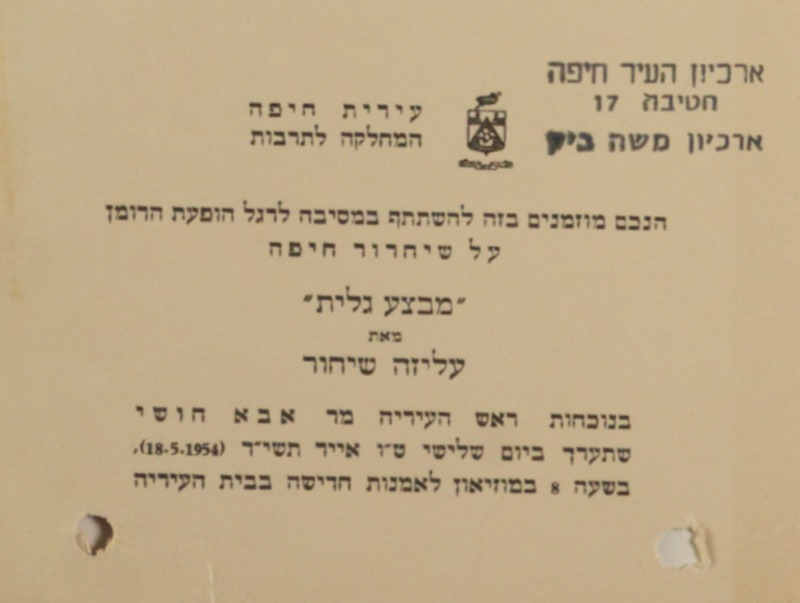 ארכיון העיר חיפה
חטיבה 17
ארכיון משה ביק
עירית חיפה
המחלקה לתרבות
הנכם מוזמנים בזה להשתתף במסיבה לרגל הופעת הרומן
על שיחרור חיפה
״מבצע גלית״
מאת
עליזה שיחור
בנוכחות ראש העיריה מר אבא חושי
שתערך ביום שלישי ט״ו אייר תשי״ד (18.5.1954),
בשעה 8 במוזיאון לאמנות חדישה בבית העיריה